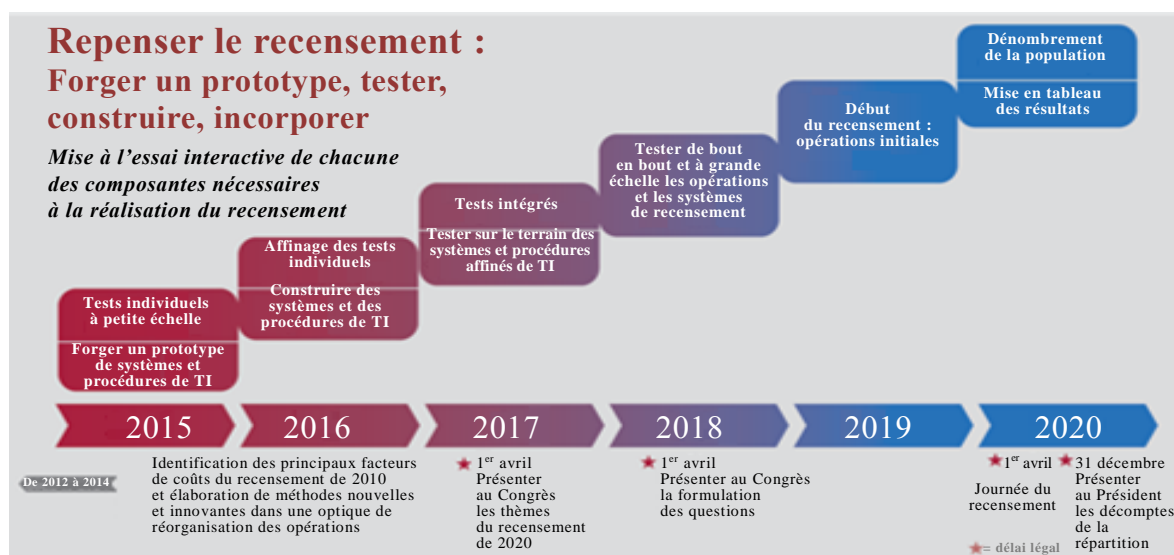 Repenser le recensement :
Forger un prototype, tester,
construire, incorporer
Mise à l’essai interactive de chacune
des composantes nécessaires
à la réalisation du recensement
Tests individuels
à petite échelle
Forger un prototype
de systèmes et
procédures de TI
Affinage des tests
individuels
Construire des
systèmes et des
procédures de TI
Tests intégrés
Tester sur le terrain des
systèmes et procédures
affinés de TI
Tester de bout
en bout et à grande
échelle les opérations
et les systèmes
de recensement
Début
du recensement :
opérations initiales
Dénombrement
de la population
Mise en tableau
des résultats
2015
2016
2017
2018
2019
2020
De 2012 à 2014
Identification des principaux facteurs
de coûts du recensement de 2010
et élaboration de méthodes nouvelles
et innovantes dans une optique de
réorganisation des opérations
1er avril
Présenter
au Congrès
les thèmes
du recensement
de 2020
1er avril
Présenter au Congrès
la formulation
des questions
1er avril
Journée du
recensement
31 décembre
Présenter
au Président
les décomptes
de la
répartition
= délai légal